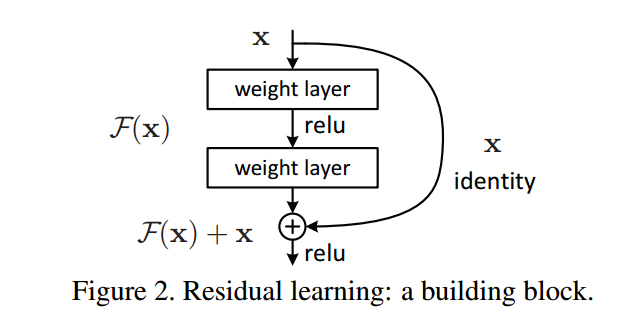 x
weight layer
relu
F(x)
x
weight layer
identity
F(x) + x
relu
Figure 2. Residual learning: a building block.